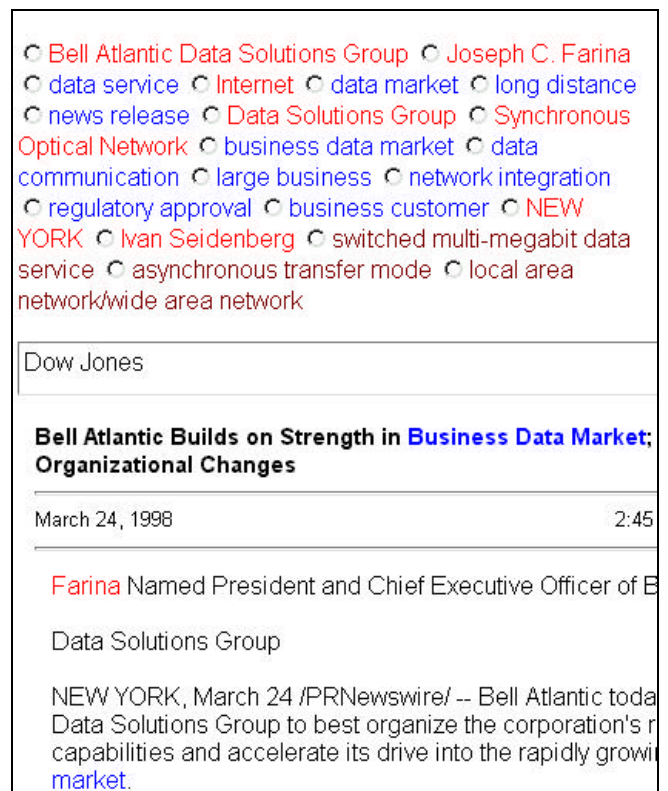 Bell Atlantic Data Solutions Group Joseph C. Farina
data service Internet data market long distance
news release Data Solutions Group Synchronous
Optical Network business data market data
communication large business network integration
regulatory approval business customer NEW
YORK Ivan Seidenberg switched multi-megabit data
service asynchronous transfer mode local area
network/wide area network
Dow Jones
Bell Atlantic Builds on Strength in Business Data Market;
Organizational Changes
March 24, 1998 2:45
Farina Named President and Chief Executive Officer of B
Data Solutions Group
NEW YORK, March 24 /PRNewswire/ -- Bell Atlantic toda
Data Solutions Group to best organize the corporation's r
capabilities and accelerate its drive into the rapidly growi
market.